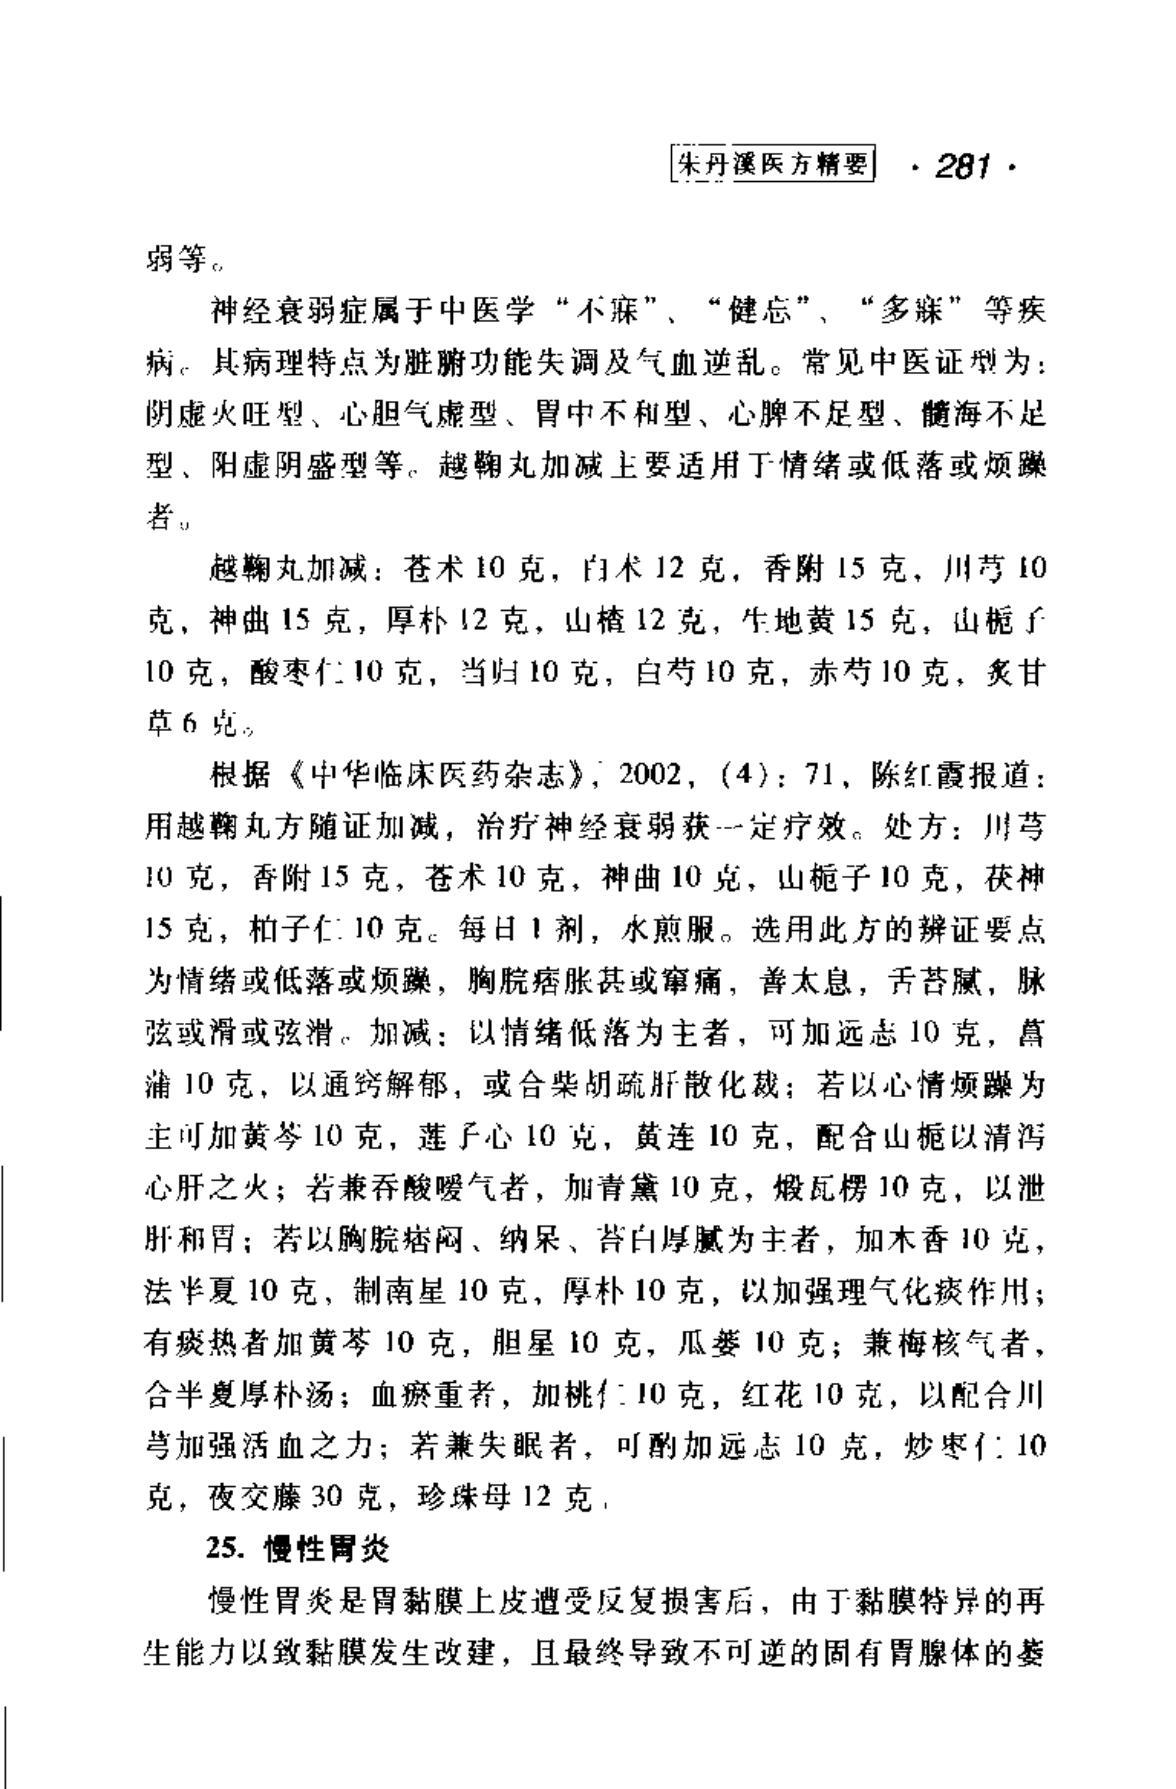 朱丹溪医方精要 ·281·
弱等。
神经衰弱症属于中医学“不寐”、“健忘”、“多寐”等疾
病。其病理特点为脏腑功能失调及气血逆乱。常见中医证型为:
阴虚火旺型、心胆气虚型、胃中不和型、心脾不足型、髓海不足
型、阳虚阴盛型等。越鞠丸加减主要适用于情绪或低落或烦躁
者。
越鞠丸加减: 苍术 10 克, 白术 12 克, 香附 15 克, 川芎 10
克, 神曲 15 克, 厚朴 12 克, 山楂 12 克, 生地黄 15 克, 山栀子
10 克, 酸枣仁 10 克, 当归 10 克, 白芍 10 克, 赤芍 10 克, 炙甘
草 6 克。
根据《中华临床医药杂志》, 2002, (4): 71, 陈红霞报道:
用越鞠丸方随证加减, 治疗神经衰弱获一定疗效。处方: 川芎
10 克, 香附 15 克, 苍术 10 克, 神曲 10 克, 山栀子 10 克, 茯神
15 克, 柏子仁 10 克。每日 1 剂, 水煎服。选用此方的辨证要点
为情绪或低落或烦躁, 胸脘痞胀甚或窜痛, 善太息, 舌苔腻, 脉
弦或滑或弦滑。加减: 以情绪低落为主者, 可加远志 10 克, 菖
蒲 10 克, 以通窍解郁, 或合柴胡疏肝散化裁; 若以心情烦躁为
主可加黄芩 10 克, 莲子心 10 克, 黄连 10 克, 配合山栀以清泻
心肝之火; 若兼吞酸嗳气者, 加青黛 10 克, 煅瓦楞 10 克, 以泄
肝和胃; 若以胸脘痞闷、纳呆、苔白厚腻为主者, 加木香 10 克,
法半夏 10 克, 制南星 10 克, 厚朴 10 克, 以加强理气化痰作用;
有痰热者加黄芩 10 克, 胆星 10 克, 瓜蒌 10 克; 兼梅核气者,
合半夏厚朴汤; 血瘀重者, 加桃仁 10 克, 红花 10 克, 以配合川
芎加强活血之力; 若兼失眠者, 可酌加远志 10 克, 炒枣仁 10
克, 夜交藤 30 克, 珍珠母 12 克。
25. 慢性胃炎
慢性胃炎是胃黏膜上皮遭受反复损害后, 由于黏膜特异的再
生能力以致黏膜发生改建, 且最终导致不可逆的固有胃腺体的萎